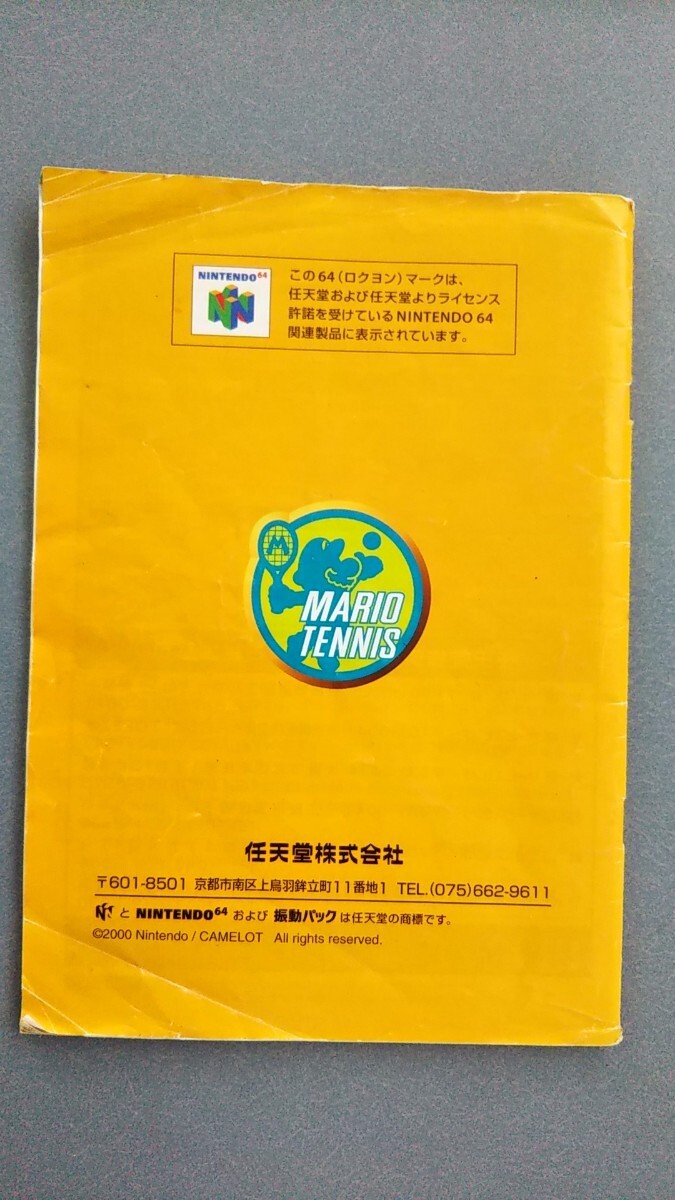 NINTENDO 64
この64(ロクヨン)マークは、
任天堂および任天堂よりライセンス
許諾を受けているNINTENDO 64
関連製品に表示されています。
M
MARIO
TENNIS
任天堂株式会社
〒601-8501 京都市南区上鳥羽鉾立町11番地1 TEL.(075)662-9611
N と NINTENDO64 および 振動パック は任天堂の商標です。
©2000 Nintendo / CAMELOT All rights reserved.